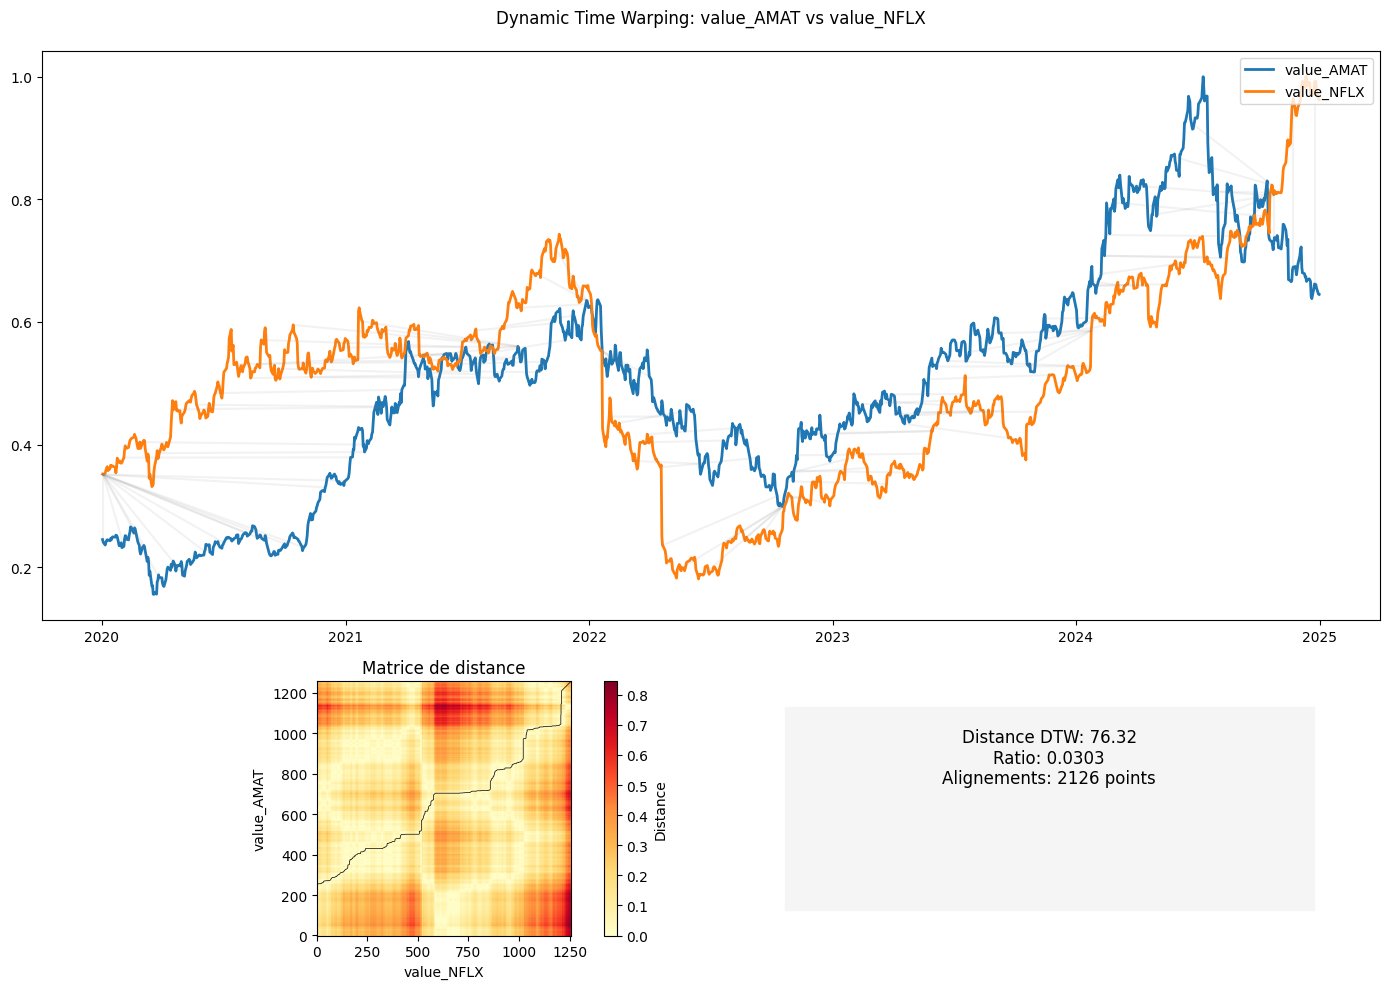 Dynamic Time Warping: value_AMAT vs value_NFLX
value_AMAT
value_NFLX
1.0
0.8
0.6
0.4
0.2
2020 2021 2022 2023 2024 2025
Matrice de distance
1200
1000
800
600
400
200
0
value_AMAT
0 250 500 750 1000 1250
value_NFLX
0.8
0.7
0.6
0.5
0.4
0.3
0.2
0.1
0.0
Distance
Distance DTW: 76.32
Ratio: 0.0303
Alignements: 2126 points